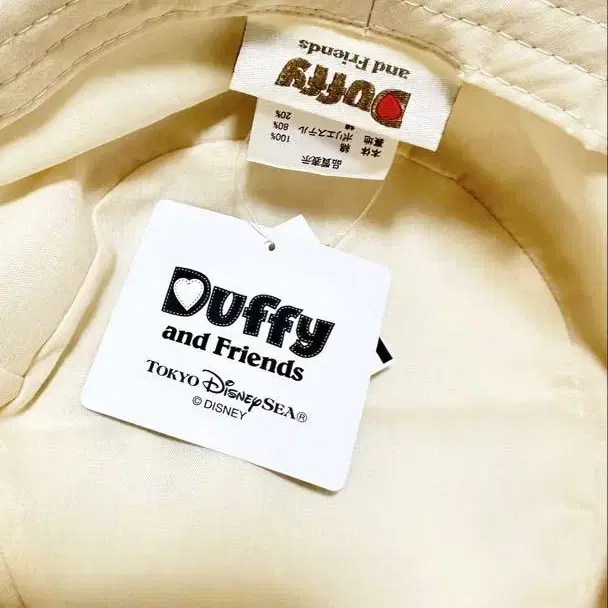 Duffy
and Friends
品質表示
本体 綿 100%
裏地 ポリエステル 80%
綿 20%
Duffy
and Friends
TOKYO DisneySEA®
© DISNEY